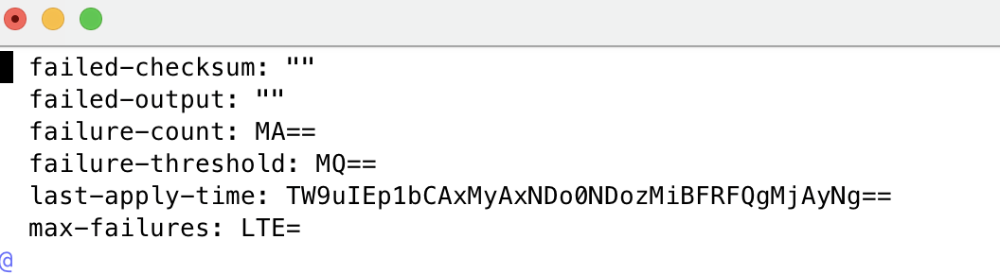 failed-checksum: ""
failed-output: ""
failure-count: MA==
failure-threshold: MQ==
last-apply-time: TW9uIEp1bCAxMyAxNDo0NDozMiBFRFQgMjAyNg==
max-failures: LTE=
@